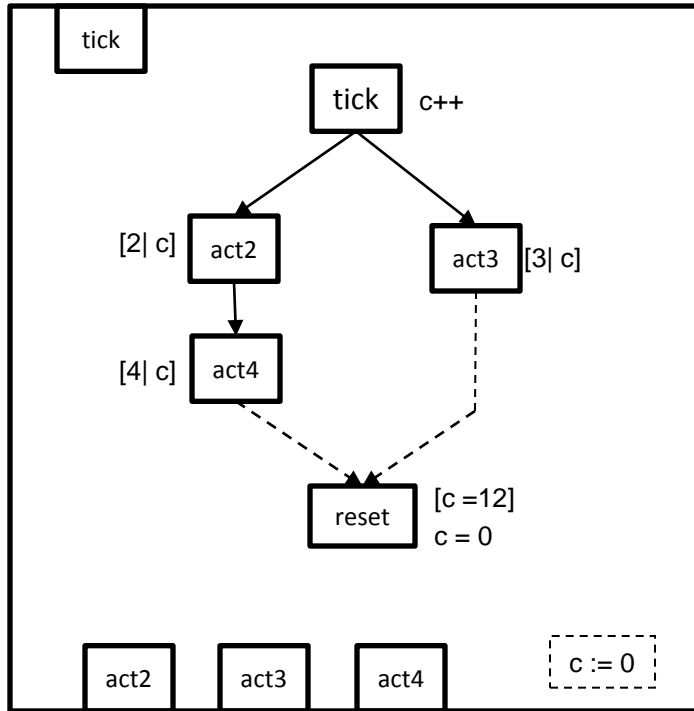 tick
tick
c++
[2| c]
act2
act3
[3| c]
[4| c]
act4
reset
[c =12]
c = 0
act2
act3
act4
c := 0